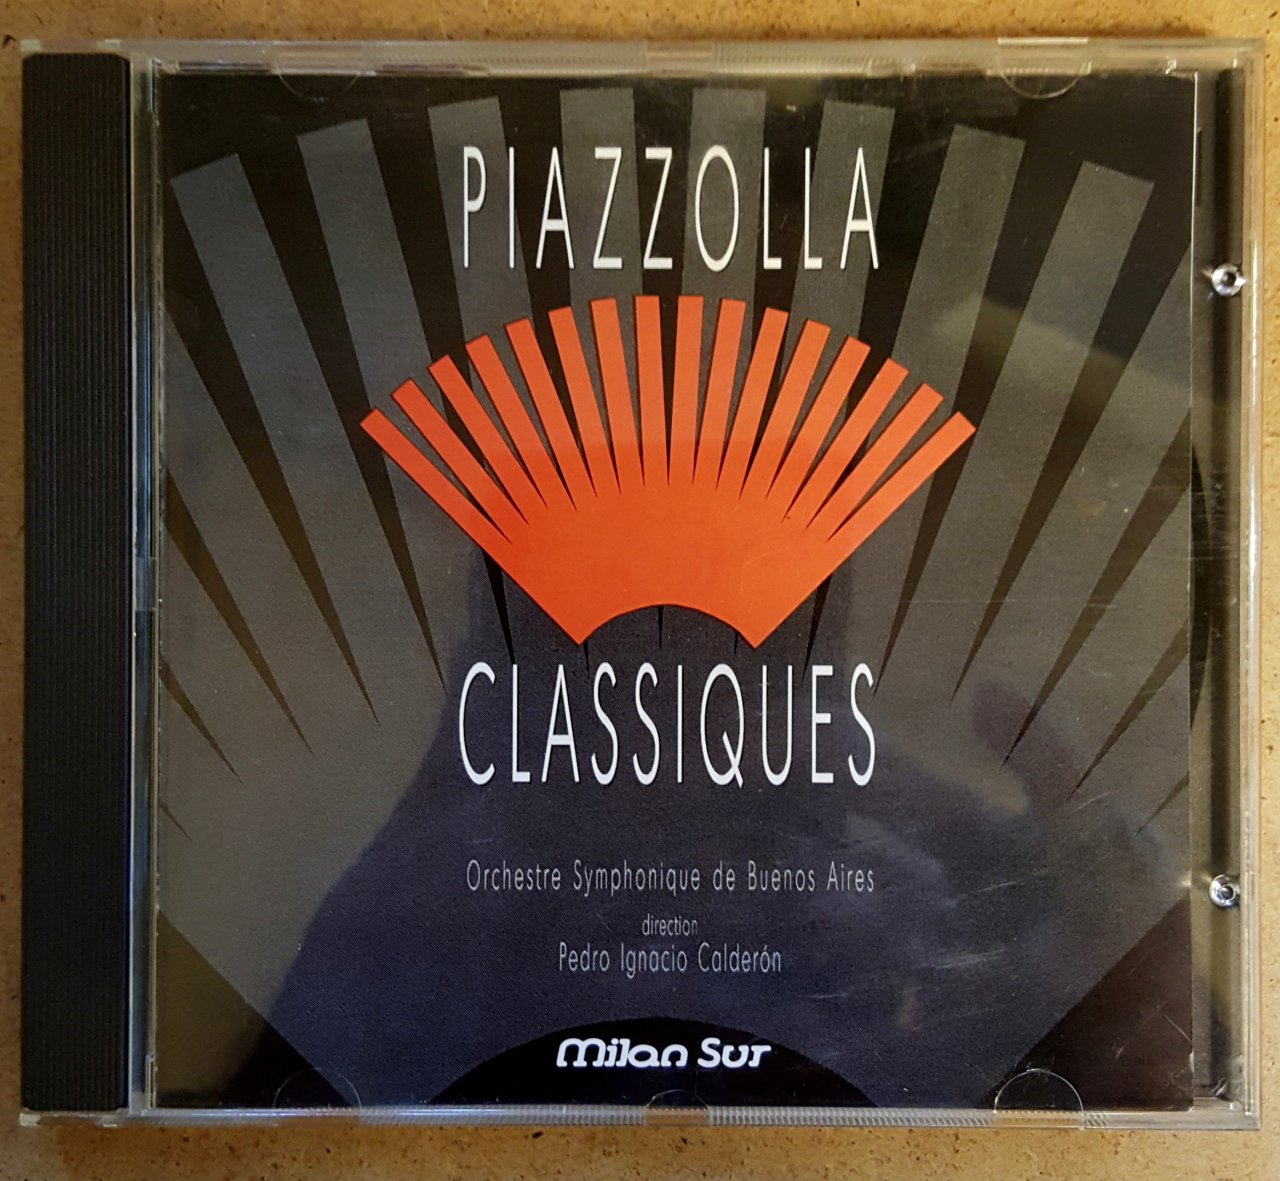 PIAZZOLLA
CLASSIQUES
Orchestre Symphonique de Buenos Aires
direction
Pedro Ignacio Calderón
Milan Sur